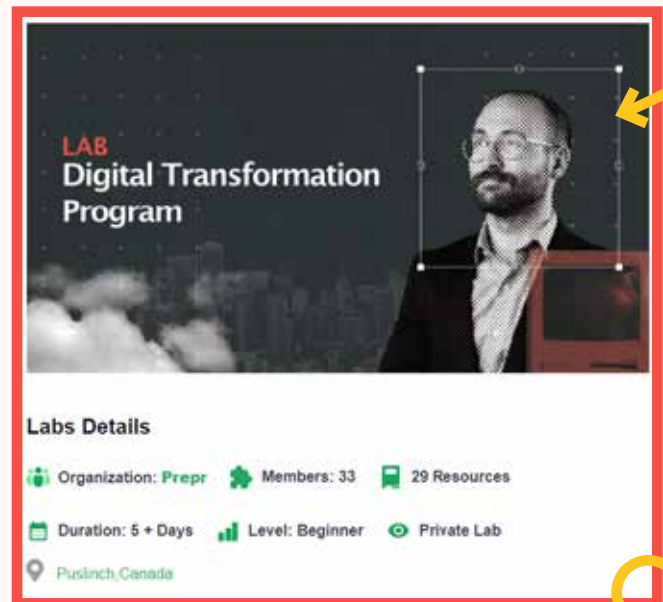 LAB
Digital Transformation
Program
Labs Details
Organization: Prepr Members: 33 29 Resources
Duration: 5 + Days Level: Beginner Private Lab
Puslinch,Canada